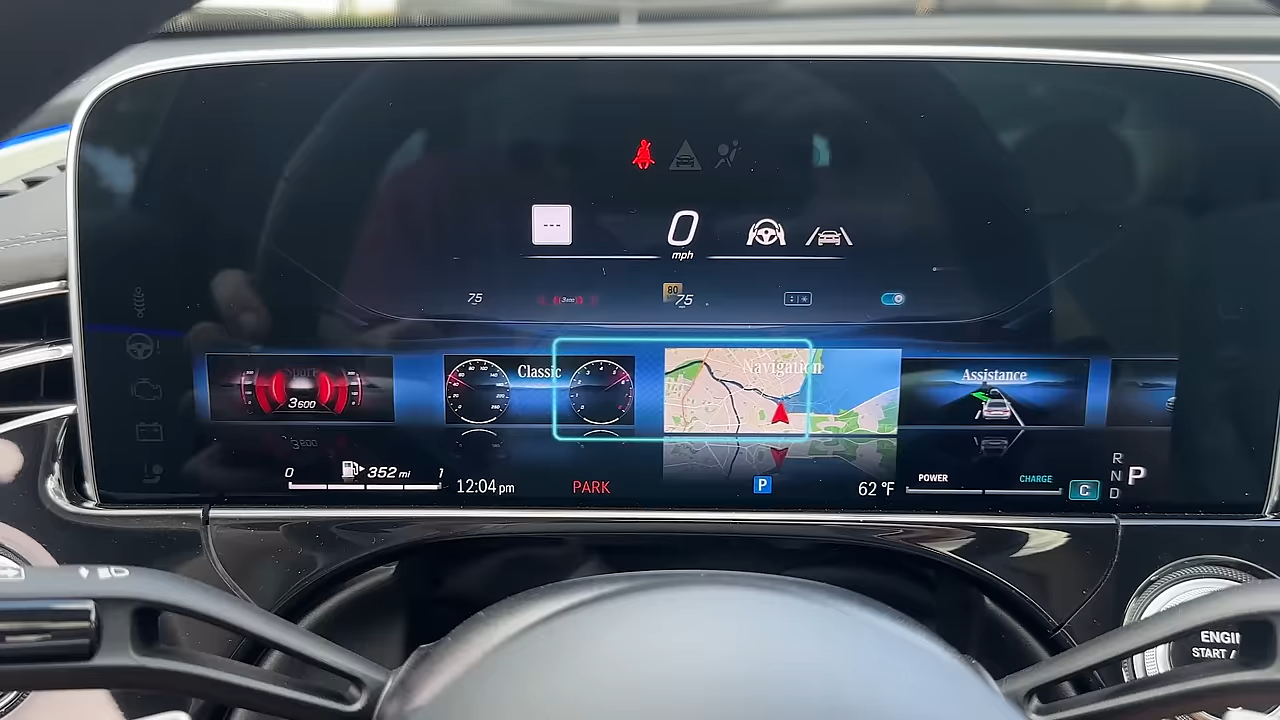 ---
0
mph
75
3600
80
75
Sport
Classic
Navigation
Assistance
3600
0
352 mi
1
12:04 pm
PARK
P
62 °F
POWER
CHARGE
C
R
N
D
P
ENGI
START /